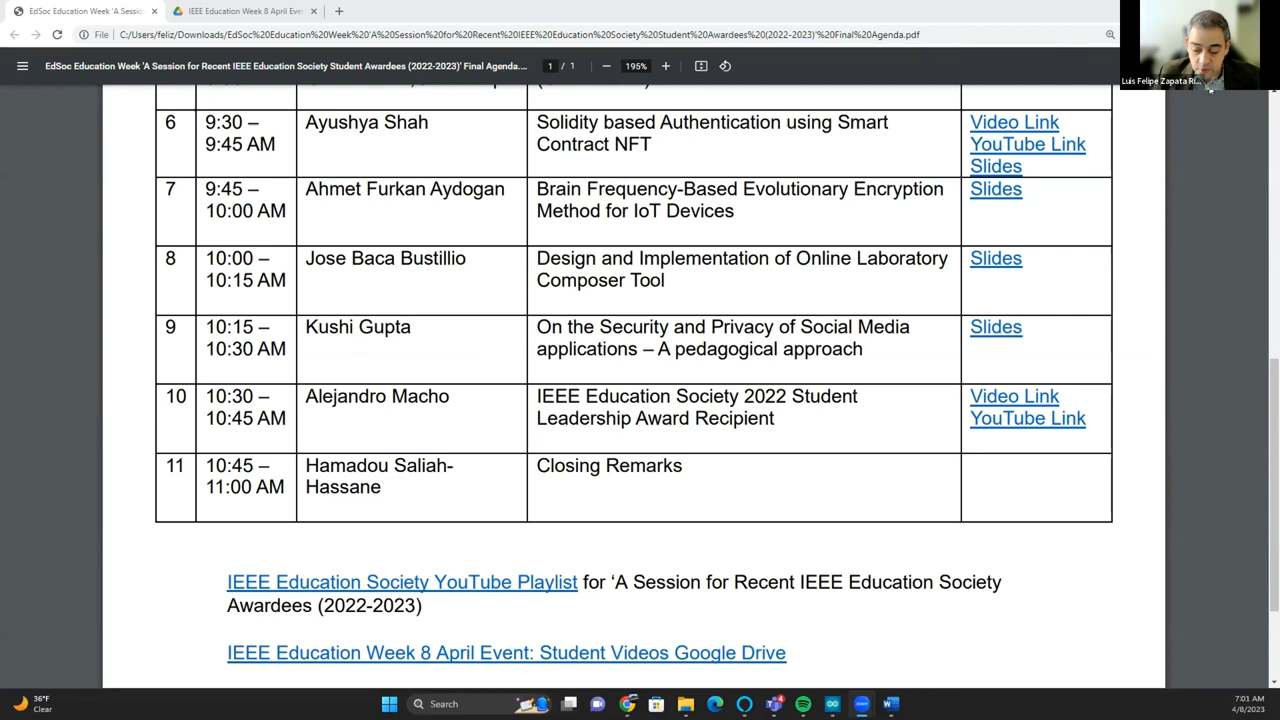 EdSoc Education Week 'A Sessio
IEEE Education Week 8 April Even
File
C:/Users/feliz/Downloads/EdSoc%20Education%20Week%20'A%20Session%20for%20Recent%20IEEE%20Education%20Society%20Student%20Awardees%20(2022-2023)'%20Final%20Agenda.pdf
EdSoc Education Week 'A Session for Recent IEEE Education Society Student Awardees (2022-2023)' Final Agenda....
1 / 1
195%
Luis Felipe Zapata Ri...
6
9:30 –
9:45 AM
Ayushya Shah
Solidity based Authentication using Smart
Contract NFT
Video Link
YouTube Link
Slides
7
9:45 –
10:00 AM
Ahmet Furkan Aydogan
Brain Frequency-Based Evolutionary Encryption
Method for IoT Devices
Slides
8
10:00 –
10:15 AM
Jose Baca Bustillio
Design and Implementation of Online Laboratory
Composer Tool
Slides
9
10:15 –
10:30 AM
Kushi Gupta
On the Security and Privacy of Social Media
applications – A pedagogical approach
Slides
10
10:30 –
10:45 AM
Alejandro Macho
IEEE Education Society 2022 Student
Leadership Award Recipient
Video Link
YouTube Link
11
10:45 –
11:00 AM
Hamadou Saliah-
Hassane
Closing Remarks
IEEE Education Society YouTube Playlist for ‘A Session for Recent IEEE Education Society
Awardees (2022-2023)
IEEE Education Week 8 April Event: Student Videos Google Drive
36°F
Clear
Search
7:01 AM
4/8/2023